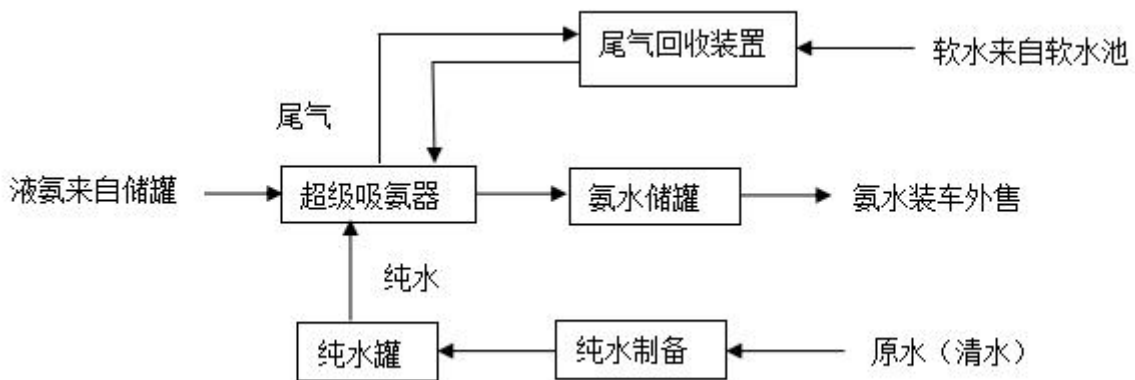 尾气回收装置
软水来自软水池
尾气
液氨来自储罐
超级吸氨器
氨水储罐
氨水装车外售
纯水
纯水罐
纯水制备
原水（清水）